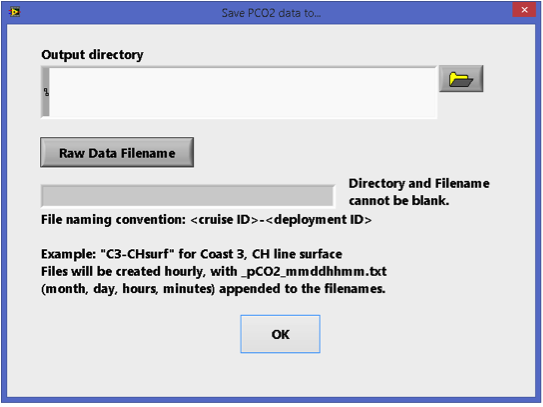 Save PCO2 data to...
Output directory
Raw Data Filename
Directory and Filename
cannot be blank.
File naming convention: <cruise ID>-<deployment ID>
Example: "C3-CHsurf" for Coast 3, CH line surface
Files will be created hourly, with _pCO2_mmddhhmm.txt
(month, day, hours, minutes) appended to the filenames.
OK